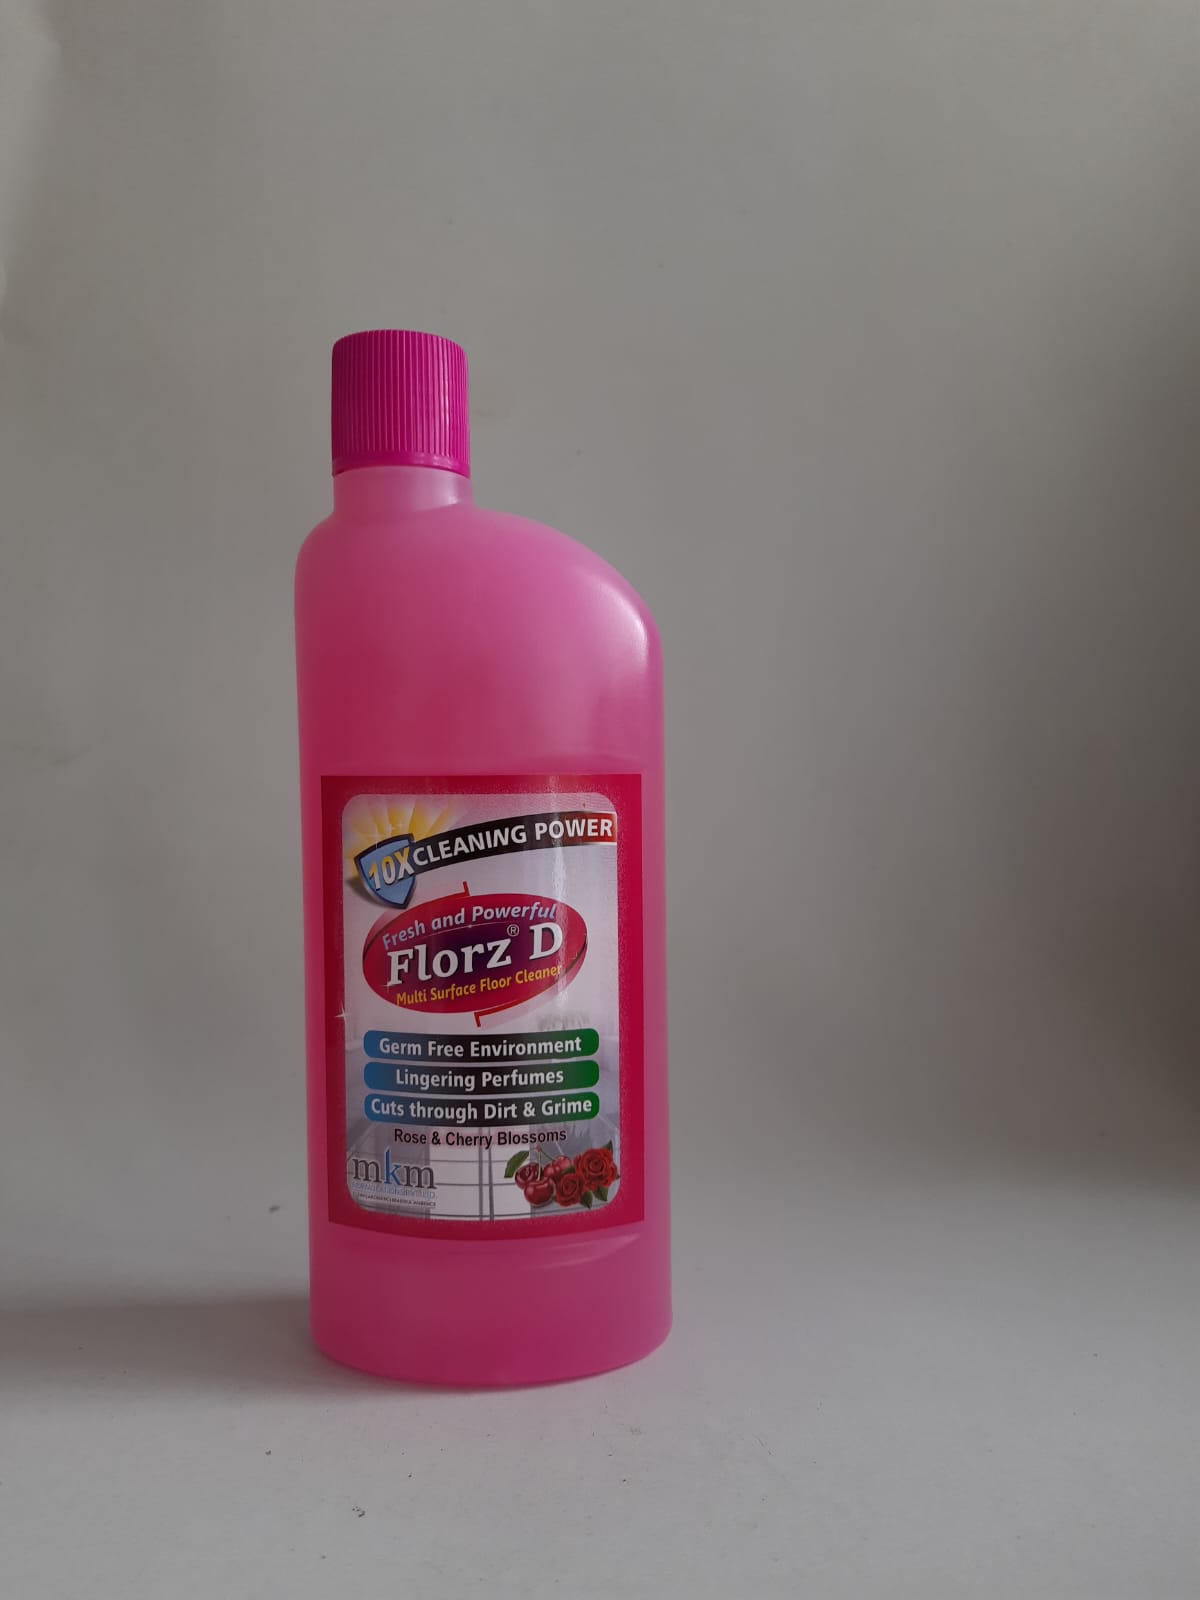 10X CLEANING POWER
Fresh and Powerful
Florz® D
Multi Surface Floor Cleaner
Germ Free Environment
Lingering Perfumes
Cuts through Dirt & Grime
Rose & Cherry Blossoms
mkm